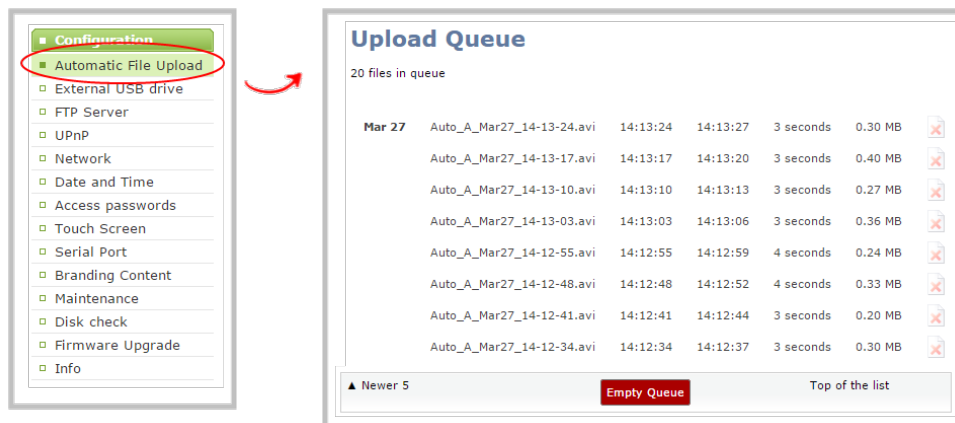 Configuration
Automatic File Upload
External USB drive
FTP Server
UPnP
Network
Date and Time
Access passwords
Touch Screen
Serial Port
Branding Content
Maintenance
Disk check
Firmware Upgrade
Info
Upload Queue
20 files in queue
Mar 27 Auto_A_Mar27_14-13-24.avi 14:13:24 14:13:27 3 seconds 0.30 MB
Auto_A_Mar27_14-13-17.avi 14:13:17 14:13:20 3 seconds 0.40 MB
Auto_A_Mar27_14-13-10.avi 14:13:10 14:13:13 3 seconds 0.27 MB
Auto_A_Mar27_14-13-03.avi 14:13:03 14:13:06 3 seconds 0.36 MB
Auto_A_Mar27_14-12-55.avi 14:12:55 14:12:59 4 seconds 0.24 MB
Auto_A_Mar27_14-12-48.avi 14:12:48 14:12:52 4 seconds 0.33 MB
Auto_A_Mar27_14-12-41.avi 14:12:41 14:12:44 3 seconds 0.20 MB
Auto_A_Mar27_14-12-34.avi 14:12:34 14:12:37 3 seconds 0.30 MB
▲ Newer 5 Empty Queue Top of the list